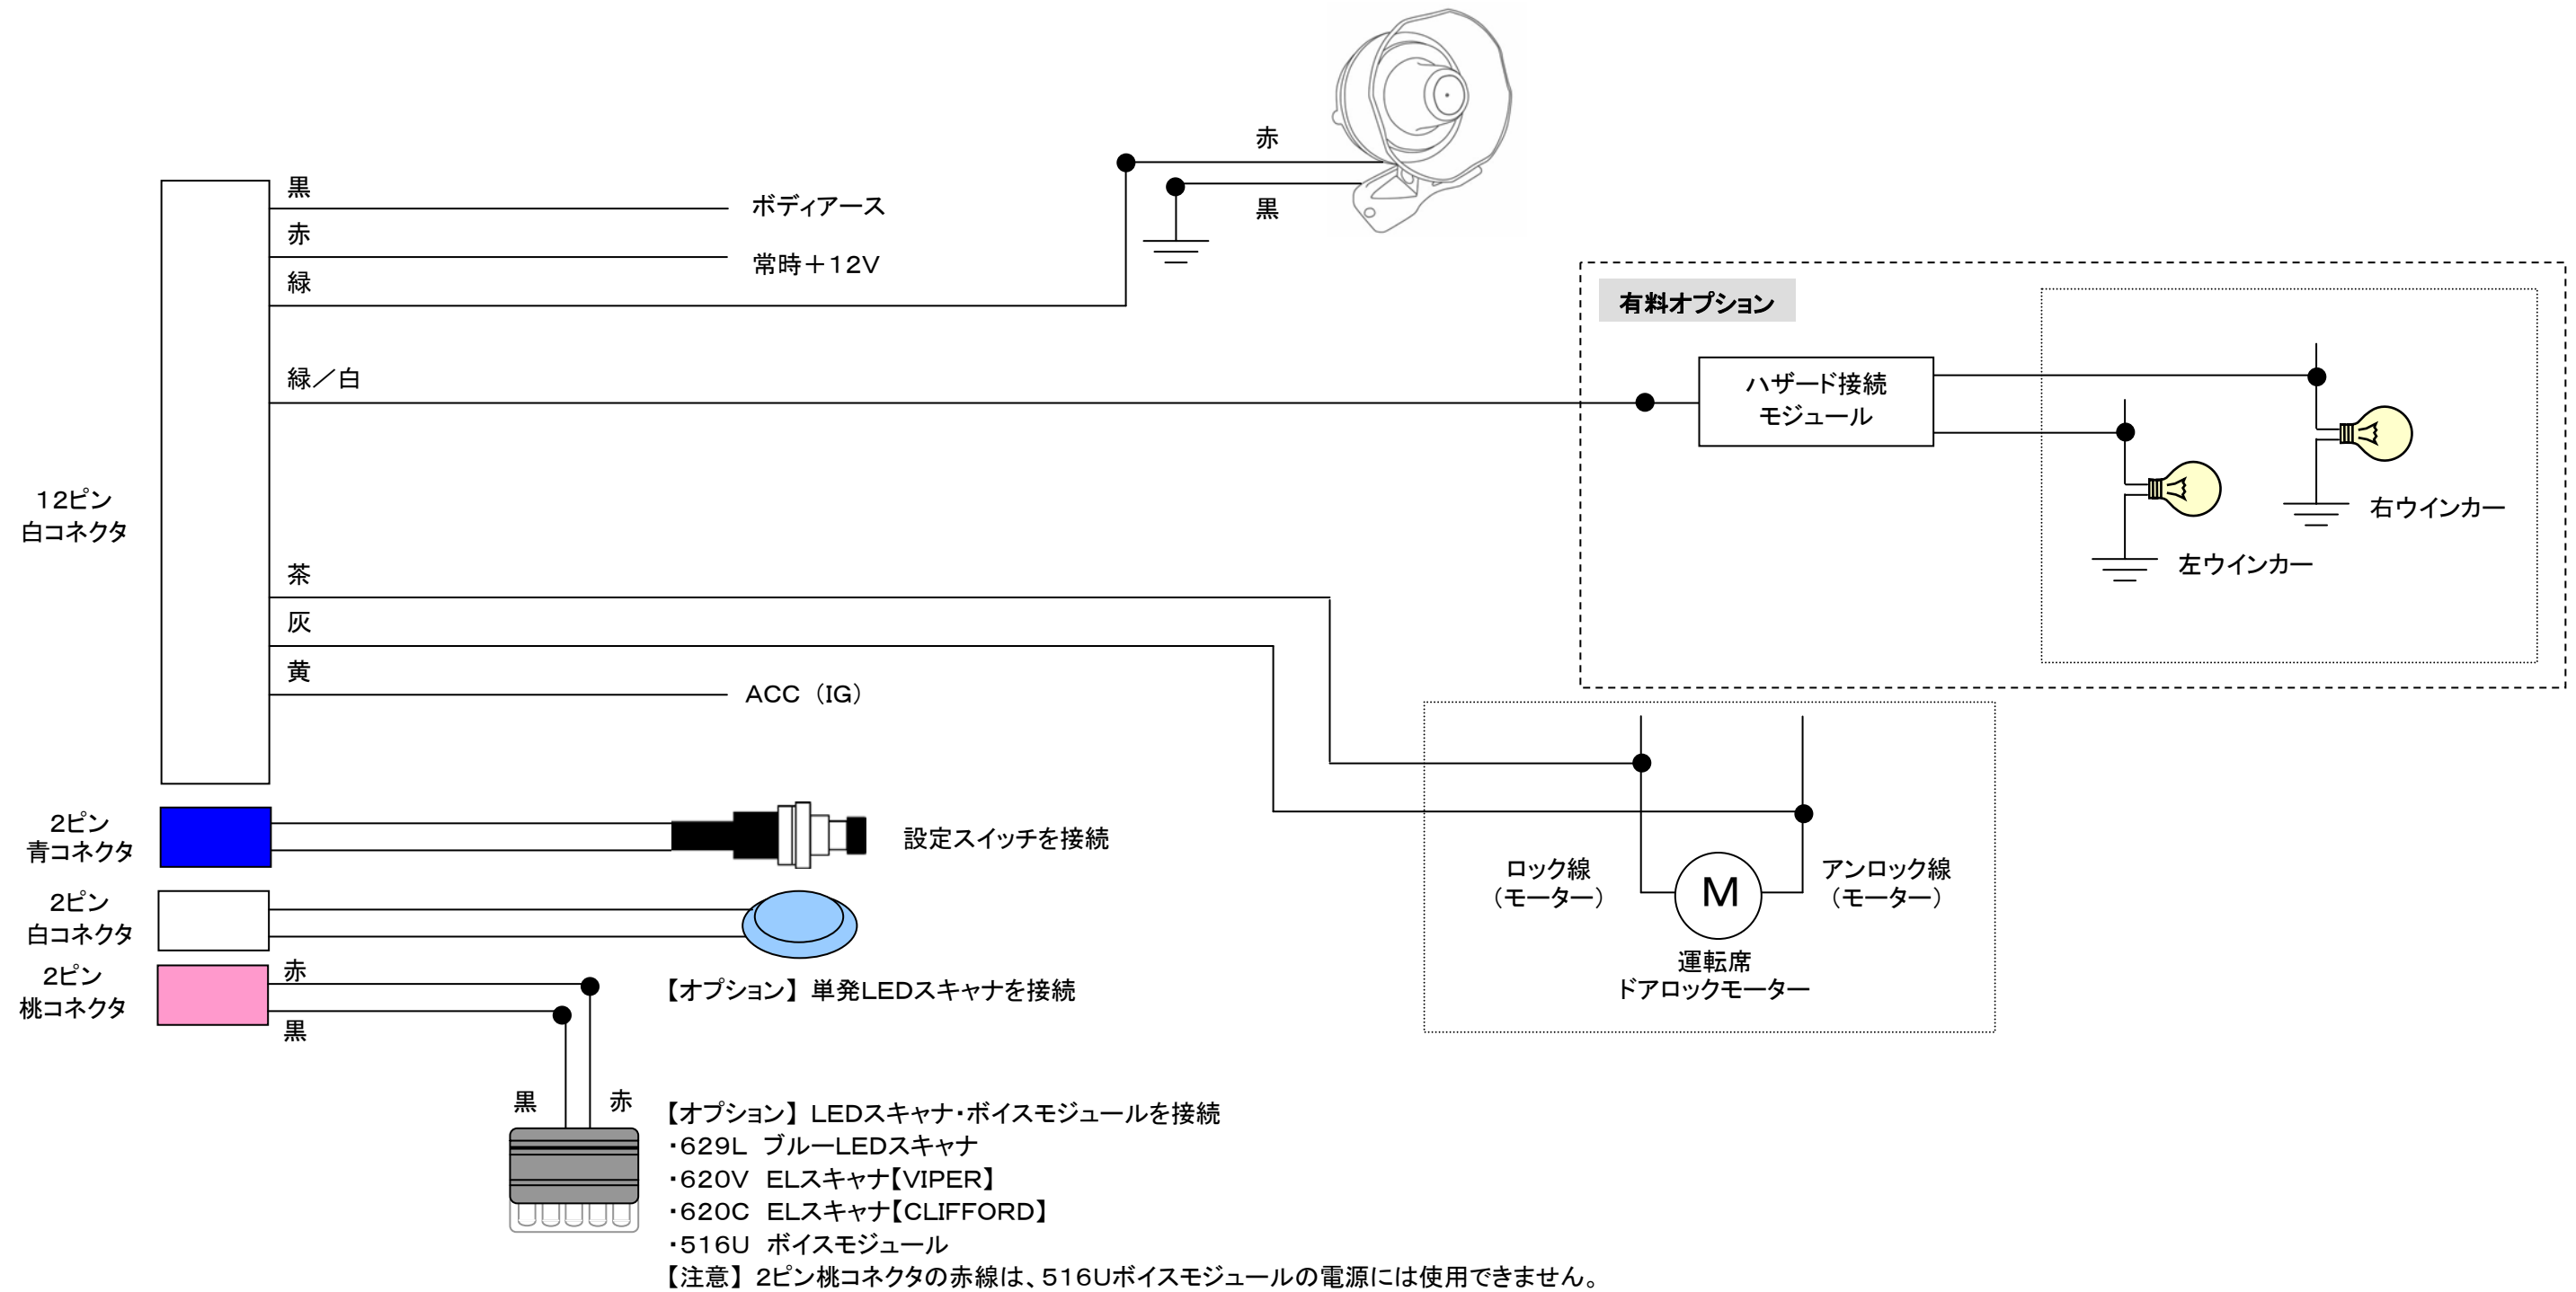 赤
黒
黒
ボディアース
赤
常時＋１２Ｖ
緑
有料オプション
緑／白
ハザード接続
モジュール
右ウインカー
左ウインカー
１２ピン
白コネクタ
茶
灰
黄
ＡＣＣ（ＩＧ）
２ピン
青コネクタ
設定スイッチを接続
ロック線
（モーター）
Ｍ
アンロック線
（モーター）
運転席
ドアロックモーター
２ピン
白コネクタ
２ピン
桃コネクタ
赤
黒
【オプション】 単発ＬＥＤスキャナを接続
黒
赤
【オプション】 ＬＥＤスキャナ・ボイスモジュールを接続
・６２９Ｌ ブルーＬＥＤスキャナ
・６２０Ｖ ＥＬスキャナ【ＶＩＰＥＲ】
・６２０Ｃ ＥＬスキャナ【ＣＬＩＦＦＯＲＤ】
・５１６Ｕ ボイスモジュール
【注意】 ２ピン桃コネクタの赤線は、５１６Ｕボイスモジュールの電源には使用できません。